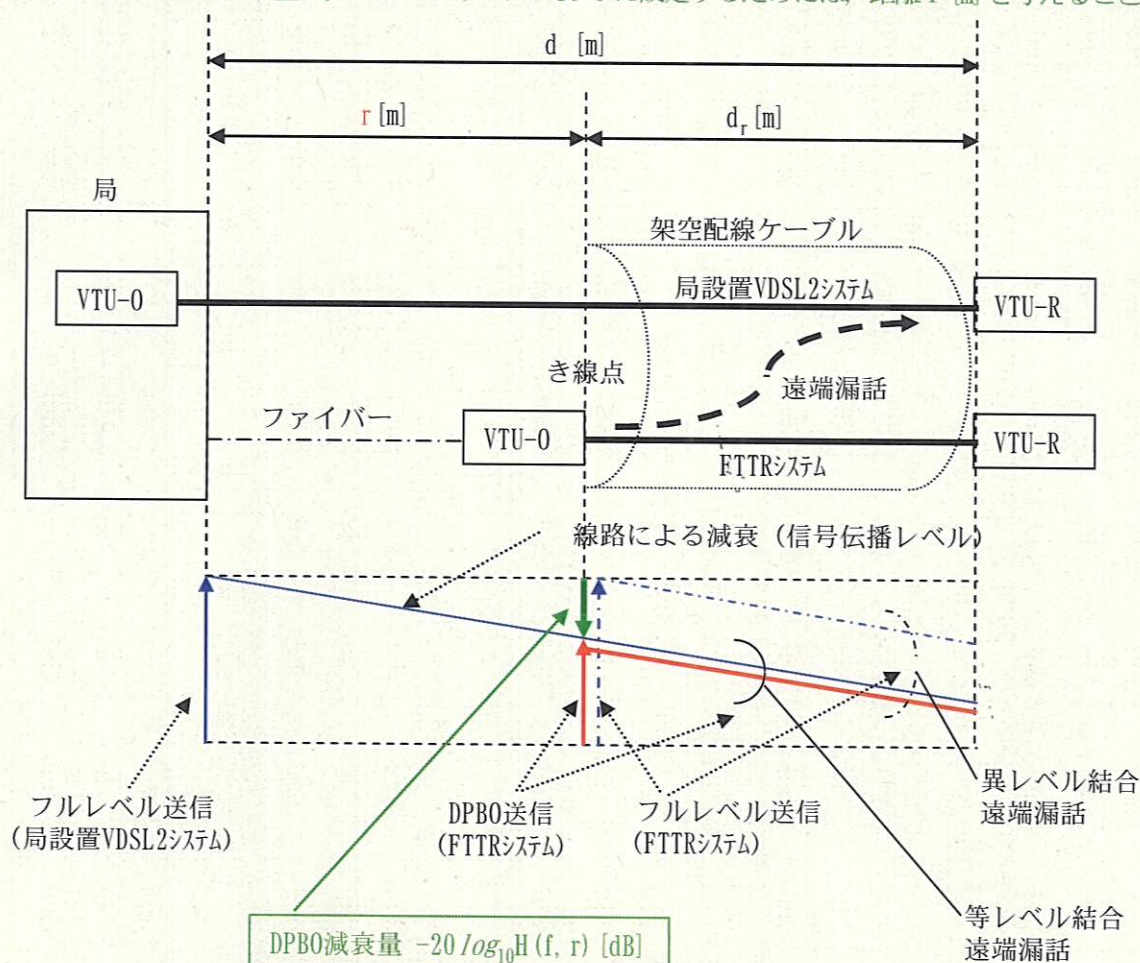 d [m]
r [m]
d_r [m]
局
架空配線ケーブル
VTU-O
局設置VDSL2システム
VTU-R
き線点
遠端漏話
ファイバー
VTU-O
VTU-R
FTTRシステム
線路による減衰（信号伝播レベル）
フルレベル送信
(局設置VDSL2システム)
DPBO送信
(FTTRシステム)
フルレベル送信
(FTTRシステム)
異レベル結合
遠端漏話
等レベル結合
遠端漏話
DPBO減衰量 -20 log₁₀H(f, r) [dB]